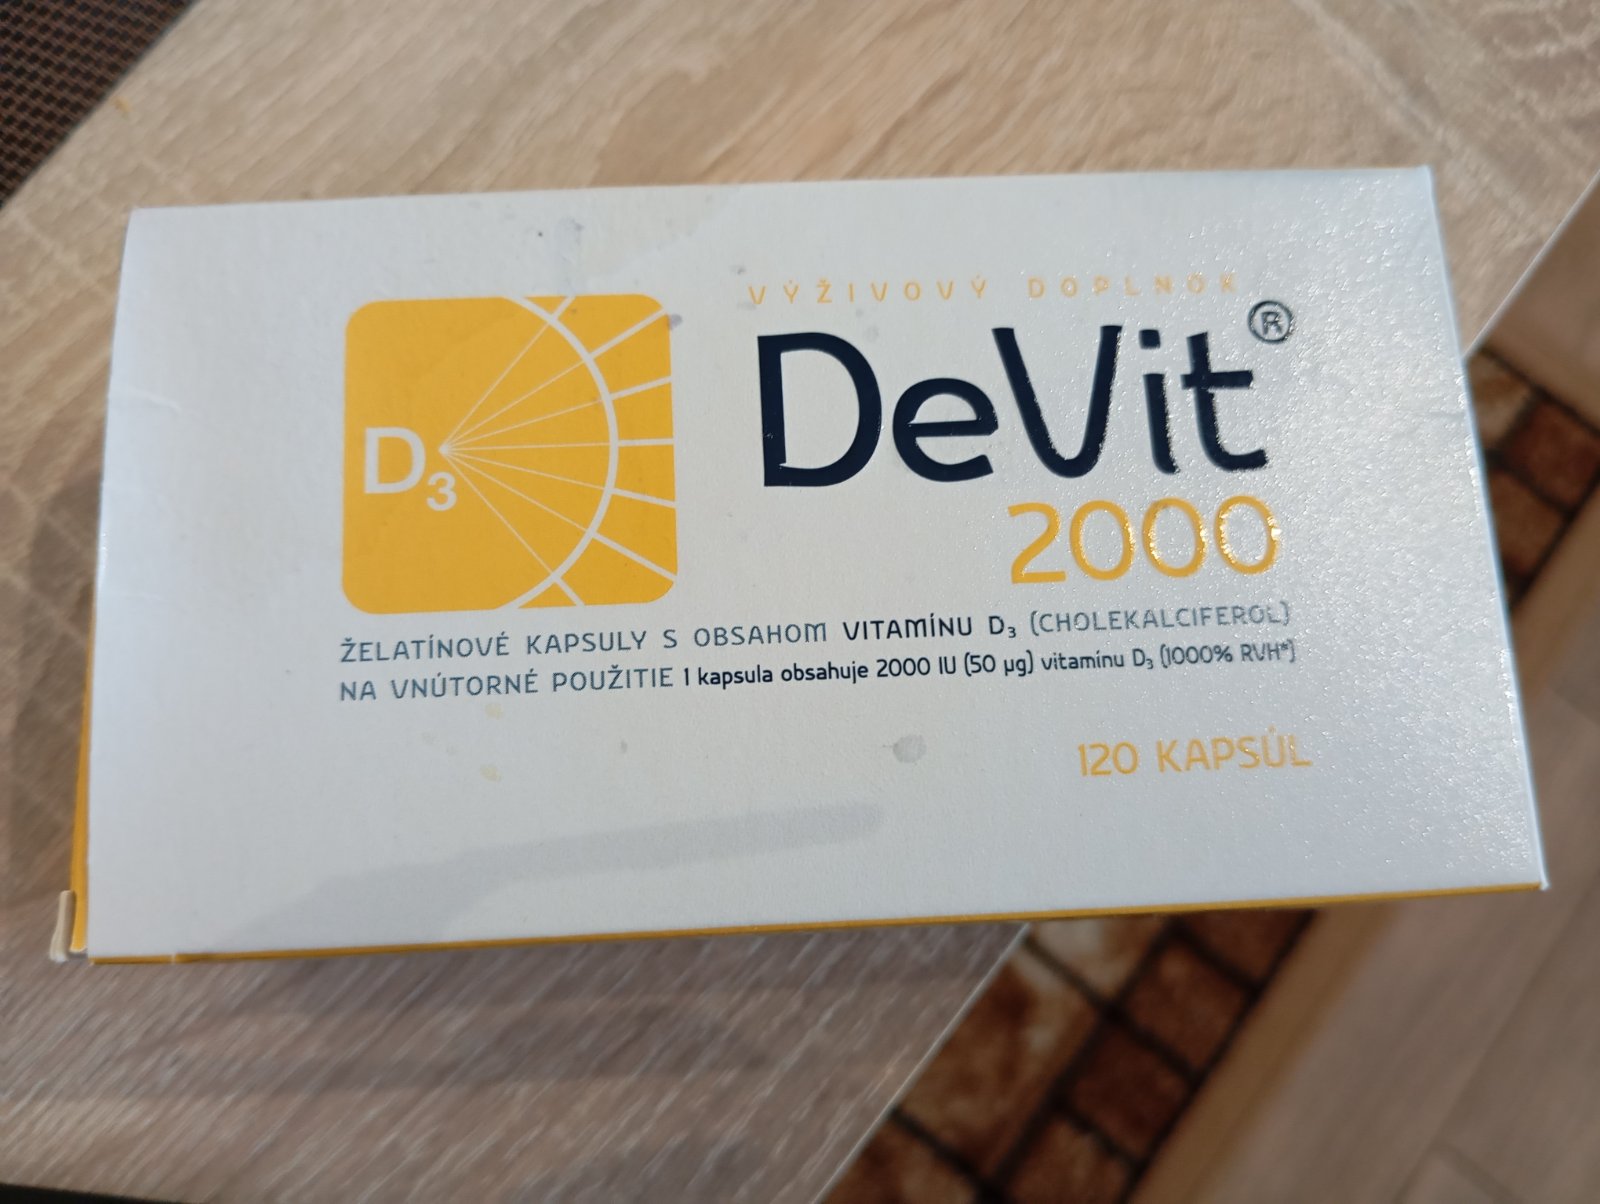 VÝŽIVOVÝ DOPLNOK
DeVit®
2000
D3
ŽELATÍNOVÉ KAPSULY S OBSAHOM VITAMÍNU D₃ (CHOLEKALCIFEROL)
NA VNÚTORNÉ POUŽITIE 1 kapsula obsahuje 2000 IU (50 µg) vitamínu D₃ (1000% RVH*)
120 KAPSÚL